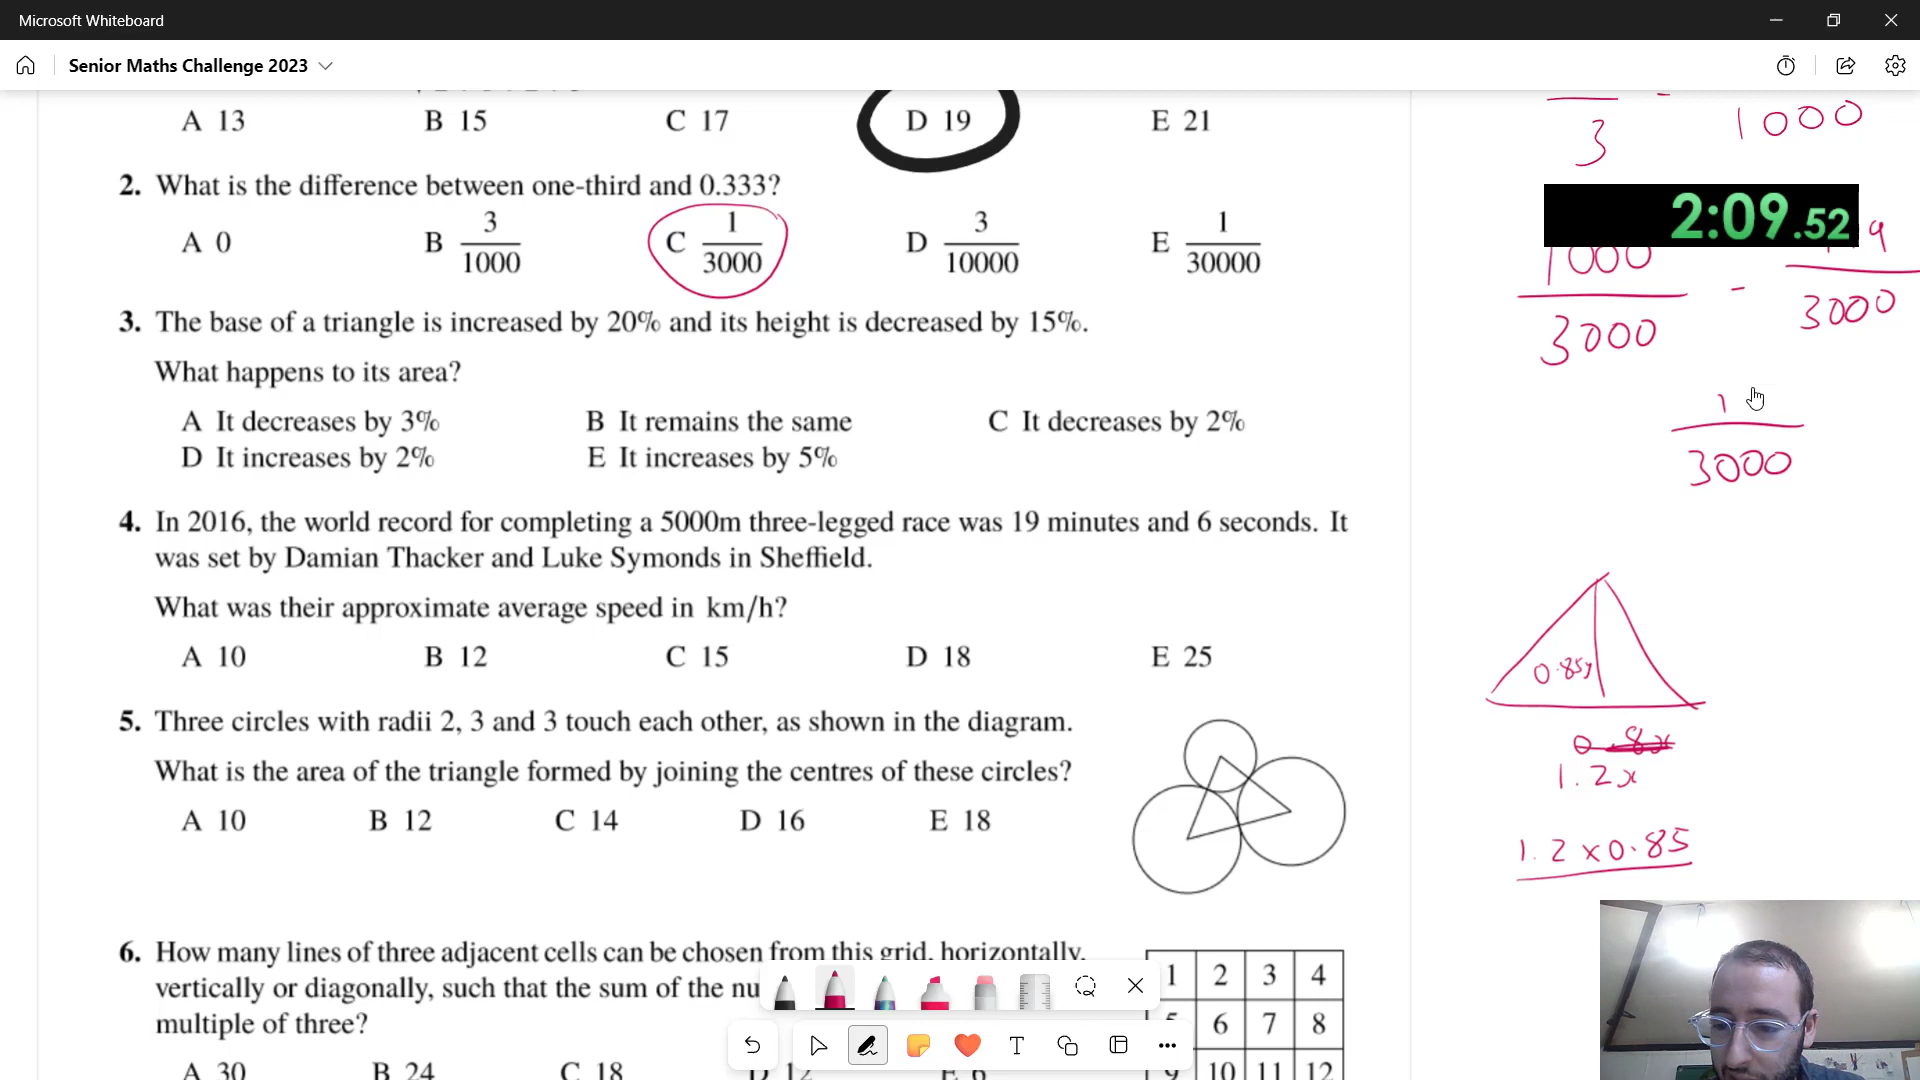 Microsoft Whiteboard
Senior Maths Challenge 2023
A 13 B 15 C 17 D 19 E 21
2. What is the difference between one-third and 0.333?
A 0 B 3/1000 C 1/3000 D 3/10000 E 1/30000
3. The base of a triangle is increased by 20% and its height is decreased by 15%.
What happens to its area?
A It decreases by 3% B It remains the same C It decreases by 2%
D It increases by 2% E It increases by 5%
4. In 2016, the world record for completing a 5000m three-legged race was 19 minutes and 6 seconds. It
was set by Damian Thacker and Luke Symonds in Sheffield.
What was their approximate average speed in km/h?
A 10 B 12 C 15 D 18 E 25
5. Three circles with radii 2, 3 and 3 touch each other, as shown in the diagram.
What is the area of the triangle formed by joining the centres of these circles?
A 10 B 12 C 14 D 16 E 18
6. How many lines of three adjacent cells can be chosen from this grid, horizontally,
vertically or diagonally, such that the sum of the nu
multiple of three?
A 30 B 24 C 18 D 12 E 6
1 2 3 4
5 6 7 8
9 10 11 12
3 - 1000
2:09.52
1000/3000 - 9/3000
1/3000
0.85y
1.2x
1.2 x 0.85